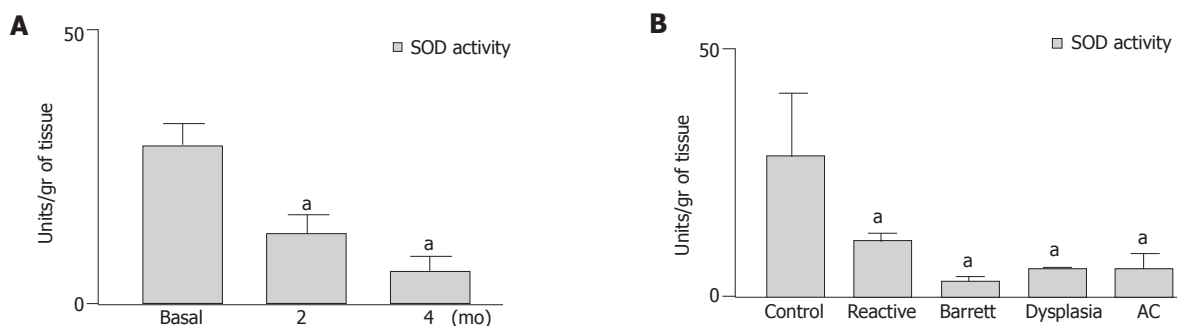 A
50
SOD activity
Units/gr of tissue
a
a
0
Basal 2 4 (mo)
B
50
SOD activity
Units/gr of tissue
a
a
a
a
0
Control Reactive Barrett Dysplasia AC